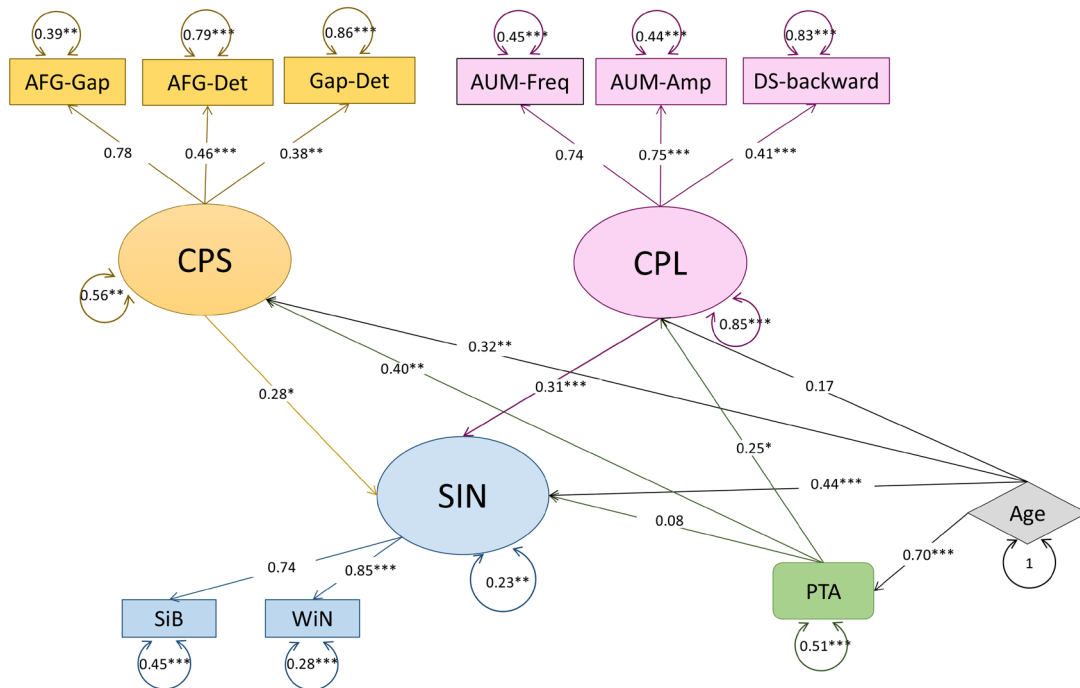 0.39**
0.79***
0.86***
0.45***
0.44***
0.83***
AFG-Gap
AFG-Det
Gap-Det
AUM-Freq
AUM-Amp
DS-backward
0.78
0.46***
0.38**
0.74
0.75***
0.41***
CPS
CPL
0.56**
0.85***
0.32**
0.40**
0.17
0.28*
0.31***
0.25*
0.44***
SIN
0.08
Age
0.70***
0.74
0.85***
0.23**
1
PTA
SiB
WiN
0.51***
0.45***
0.28***